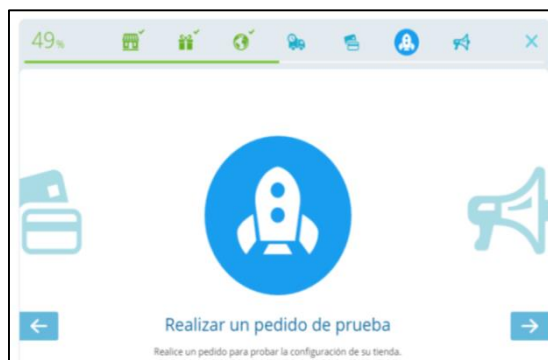 49%
Realizar un pedido de prueba
Realice un pedido para probar la configuración de su tienda.